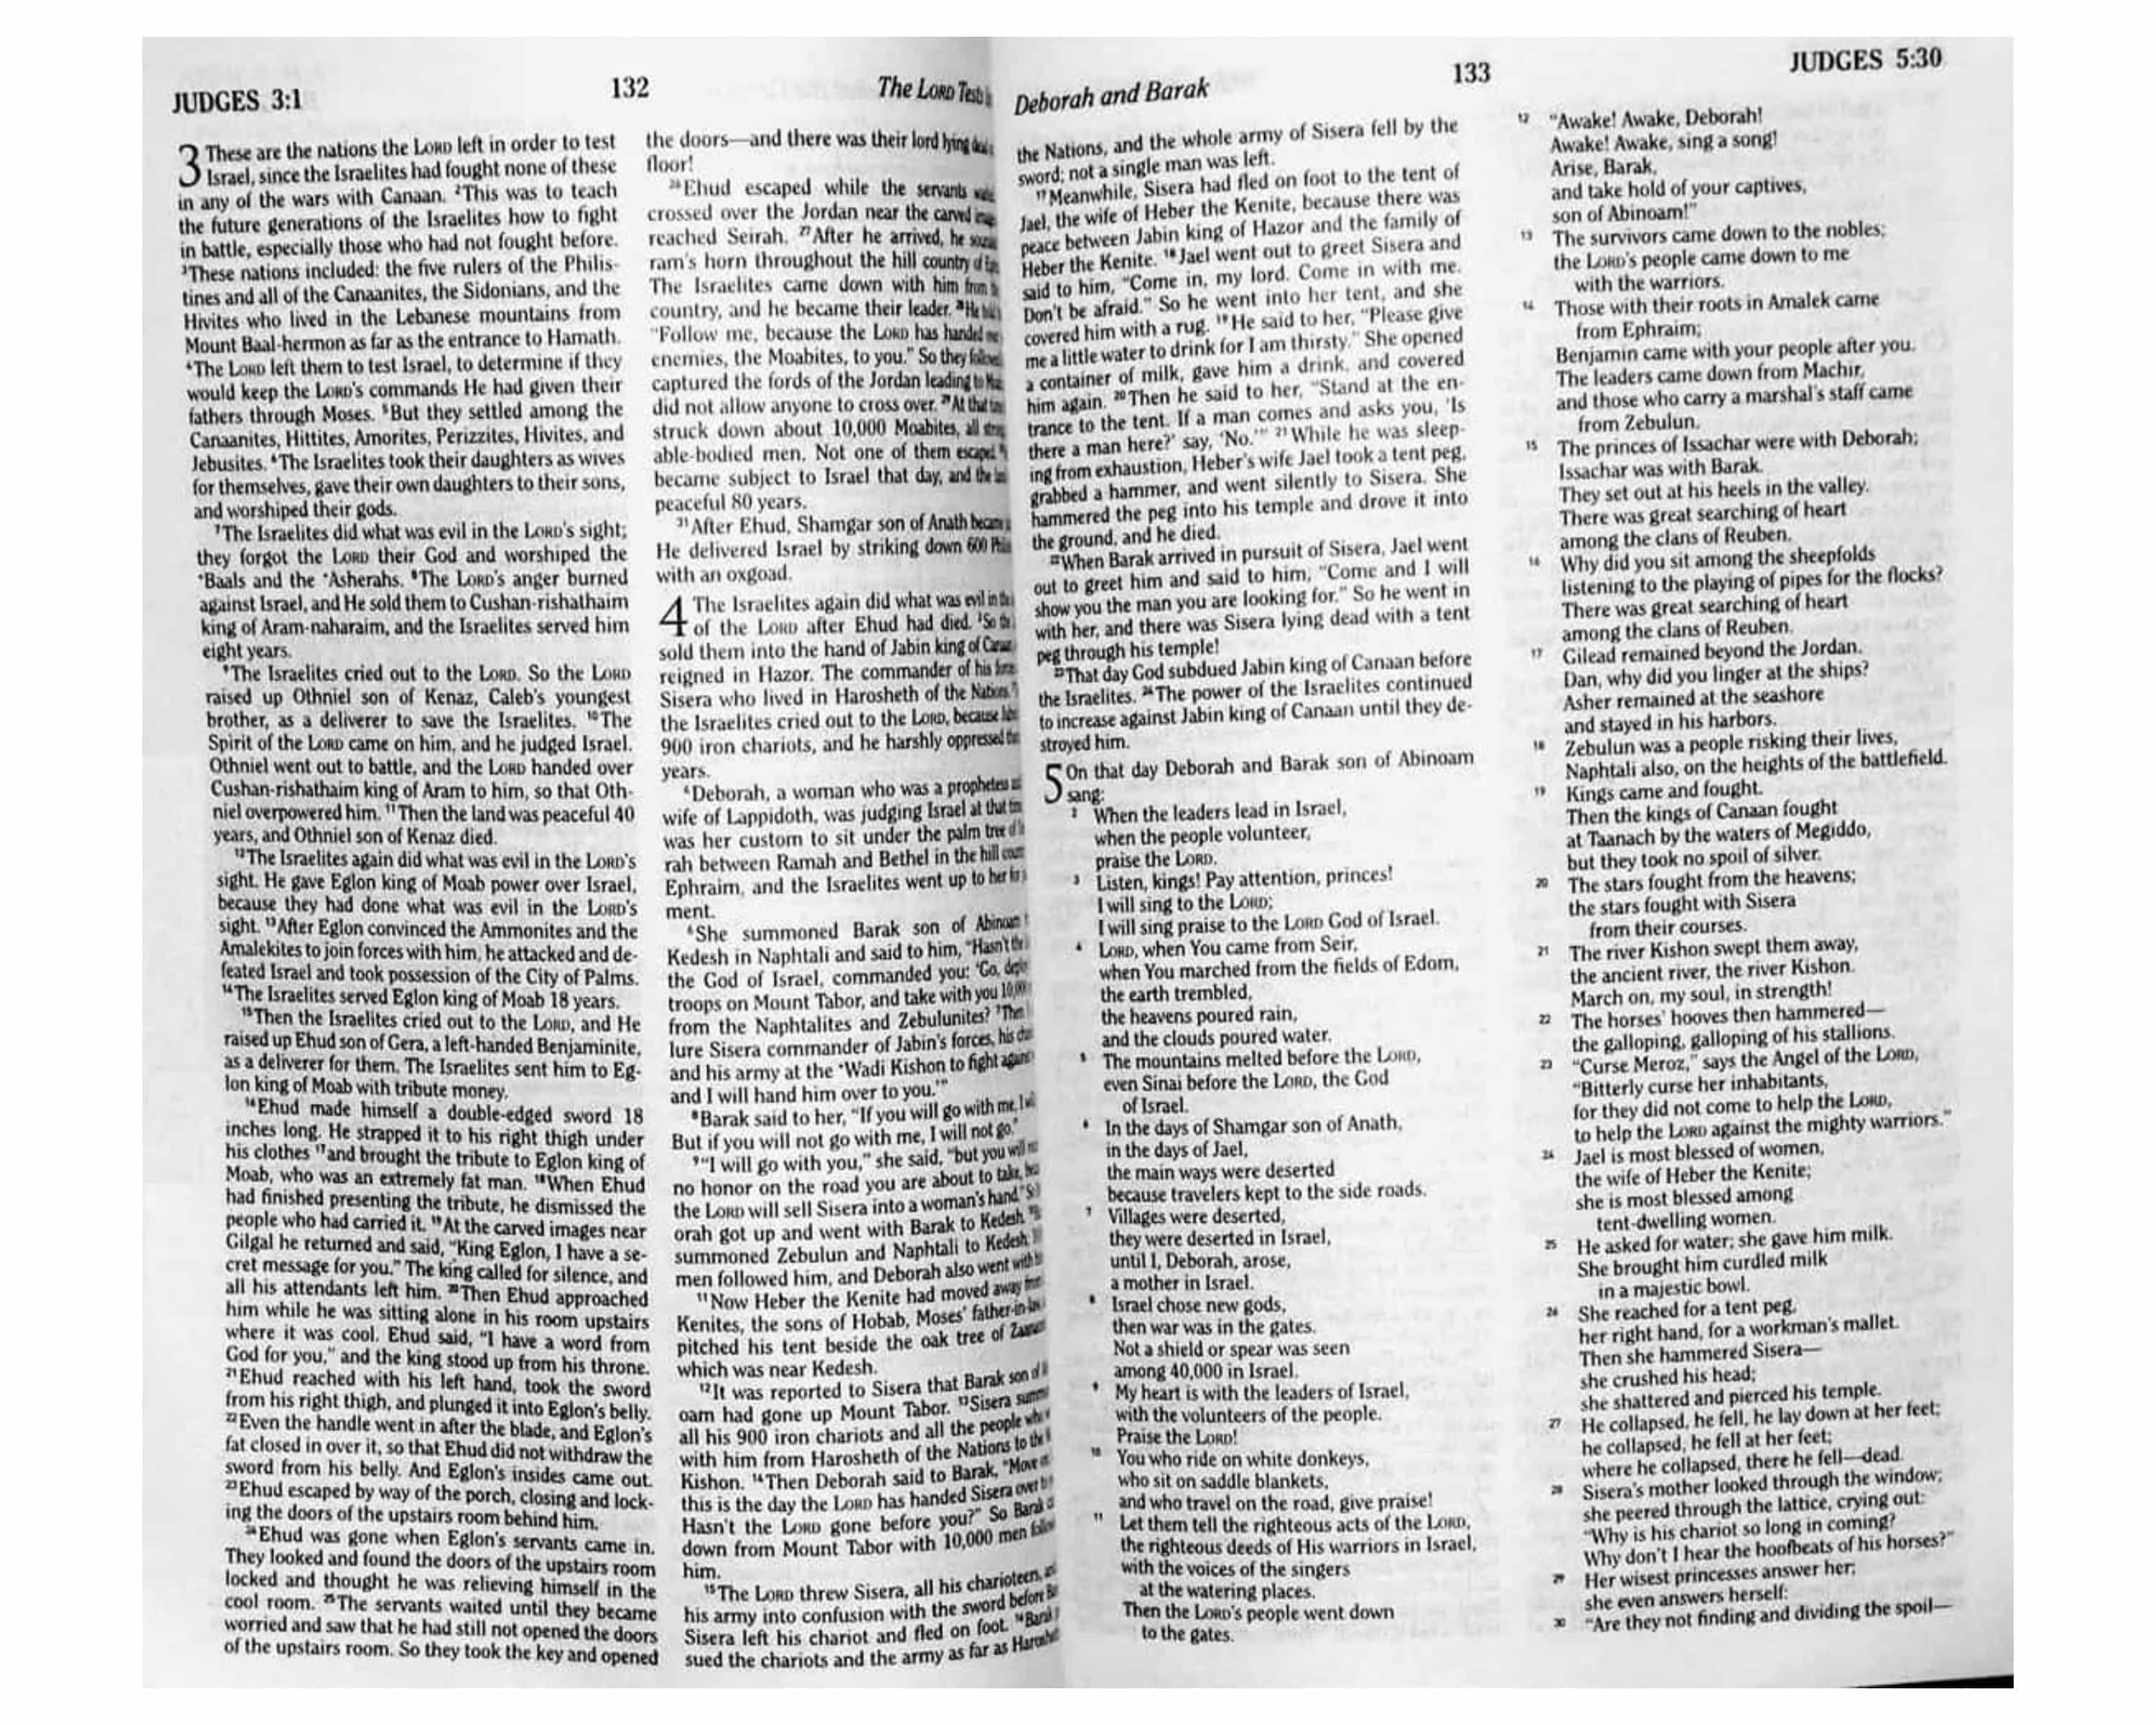 JUDGES 3:1
132
The LORD Tests
3 These are the nations the LORD left in order to test
Israel, since the Israelites had fought none of these
in any of the wars with Canaan. 2This was to teach
the future generations of the Israelites how to fight
in battle, especially those who had not fought before.
3These nations included: the five rulers of the Philis-
tines and all of the Canaanites, the Sidonians, and the
Hivites who lived in the Lebanese mountains from
Mount Baal-hermon as far as the entrance to Hamath.
4The LORD left them to test Israel, to determine if they
would keep the LORD's commands He had given their
fathers through Moses. 5But they settled among the
Canaanites, Hittites, Amorites, Perizzites, Hivites, and
Jebusites. 6The Israelites took their daughters as wives
for themselves, gave their own daughters to their sons,
and worshiped their gods.
7The Israelites did what was evil in the LORD's sight;
they forgot the LORD their God and worshiped the
*Baals and the *Asherahs. 8The LORD's anger burned
against Israel, and He sold them to Cushan-rishathaim
king of Aram-naharaim, and the Israelites served him
eight years.
9The Israelites cried out to the LORD. So the LORD
raised up Othniel son of Kenaz, Caleb's youngest
brother, as a deliverer to save the Israelites. 10The
Spirit of the LORD came on him, and he judged Israel.
Othniel went out to battle, and the LORD handed over
Cushan-rishathaim king of Aram to him, so that Oth-
niel overpowered him. 11Then the land was peaceful 40
years, and Othniel son of Kenaz died.
12The Israelites again did what was evil in the LORD's
sight. He gave Eglon king of Moab power over Israel,
because they had done what was evil in the LORD's
sight. 13After Eglon convinced the Ammonites and the
Amalekites to join forces with him, he attacked and de-
feated Israel and took possession of the City of Palms.
14The Israelites served Eglon king of Moab 18 years.
15Then the Israelites cried out to the LORD, and He
raised up Ehud son of Gera, a left-handed Benjaminite,
as a deliverer for them. The Israelites sent him to Eg-
lon king of Moab with tribute money.
16Ehud made himself a double-edged sword 18
inches long. He strapped it to his right thigh under
his clothes 17and brought the tribute to Eglon king of
Moab, who was an extremely fat man. 18When Ehud
had finished presenting the tribute, he dismissed the
people who had carried it. 19At the carved images near
Gilgal he returned and said, "King Eglon, I have a se-
cret message for you." The king called for silence, and
all his attendants left him. 20Then Ehud approached
him while he was sitting alone in his room upstairs
where it was cool. Ehud said, "I have a word from
God for you," and the king stood up from his throne.
21Ehud reached with his left hand, took the sword
from his right thigh, and plunged it into Eglon's belly.
22Even the handle went in after the blade, and Eglon's
fat closed in over it, so that Ehud did not withdraw the
sword from his belly. And Eglon's insides came out.
23Ehud escaped by way of the porch, closing and lock-
ing the doors of the upstairs room behind him.
24Ehud was gone when Eglon's servants came in.
They looked and found the doors of the upstairs room
locked and thought he was relieving himself in the
cool room. 25The servants waited until they became
worried and saw that he had still not opened the doors
of the upstairs room. So they took the key and opened
the doors—and there was their lord lying
floor!
26Ehud escaped while the servants
crossed over the Jordan near the carved
reached Seirah. 27After he arrived, he
ram's horn throughout the hill country
The Israelites came down with him from
country, and he became their leader. 28He
"Follow me, because the LORD has handed
enemies, the Moabites, to you." So they
captured the fords of the Jordan leading to
did not allow anyone to cross over. 29At that
struck down about 10,000 Moabites, all
able-bodied men. Not one of them escaped.
became subject to Israel that day, and the
peaceful 80 years.
31After Ehud, Shamgar son of Anath
He delivered Israel by striking down 600
with an oxgoad.
4 The Israelites again did what was evil in
of the LORD after Ehud had died. 2So
sold them into the hand of Jabin king of
reigned in Hazor. The commander of his
Sisera who lived in Harosheth of the Nations.
the Israelites cried out to the LORD, because
900 iron chariots, and he harshly oppressed
years.
4Deborah, a woman who was a prophetess
wife of Lappidoth, was judging Israel at that
was her custom to sit under the palm tree
rah between Ramah and Bethel in the hill
Ephraim, and the Israelites went up to her
ment.
6She summoned Barak son of
Kedesh in Naphtali and said to him, "Hasn't
the God of Israel, commanded you: 'Go,
troops on Mount Tabor, and take with you
from the Naphtalites and Zebulunites? 7Then
lure Sisera commander of Jabin's forces, his
and his army at the *Wadi Kishon to fight
and I will hand him over to you.'"
8Barak said to her, "If you will go with me, I
But if you will not go with me, I will not go."
9"I will go with you," she said, "but you will
no honor on the road you are about to take,
the LORD will sell Sisera into a woman's hand."
orah got up and went with Barak to Kedesh.
summoned Zebulun and Naphtali to Kedesh;
men followed him, and Deborah also went with
11Now Heber the Kenite had moved away
Kenites, the sons of Hobab, Moses' father-in-law,
pitched his tent beside the oak tree of
which was near Kedesh.
12It was reported to Sisera that Barak son
oam had gone up Mount Tabor. 13Sisera
all his 900 iron chariots and all the people
with him from Harosheth of the Nations to the
Kishon. 14Then Deborah said to Barak, "Move
this is the day the LORD has handed Sisera over
Hasn't the LORD gone before you?" So Barak
down from Mount Tabor with 10,000 men
him.
15The LORD threw Sisera, all his charioteers,
his army into confusion with the sword before
Sisera left his chariot and fled on foot. 16Barak
sued the chariots and the army as far as
Deborah and Barak
133
JUDGES 5:30
the Nations, and the whole army of Sisera fell by the
sword; not a single man was left.
17Meanwhile, Sisera had fled on foot to the tent of
Jael, the wife of Heber the Kenite, because there was
peace between Jabin king of Hazor and the family of
Heber the Kenite. 18Jael went out to greet Sisera and
said to him, "Come in, my lord. Come in with me.
Don't be afraid." So he went into her tent, and she
covered him with a rug. 19He said to her, "Please give
me a little water to drink for I am thirsty." She opened
a container of milk, gave him a drink, and covered
him again. 20Then he said to her, "Stand at the en-
trance to the tent. If a man comes and asks you, 'Is
there a man here?' say, 'No.'" 21While he was sleep-
ing from exhaustion, Heber's wife Jael took a tent peg,
grabbed a hammer, and went silently to Sisera. She
hammered the peg into his temple and drove it into
the ground, and he died.
22When Barak arrived in pursuit of Sisera, Jael went
out to greet him and said to him, "Come and I will
show you the man you are looking for." So he went in
with her, and there was Sisera lying dead with a tent
peg through his temple!
23That day God subdued Jabin king of Canaan before
the Israelites. 24The power of the Israelites continued
to increase against Jabin king of Canaan until they de-
stroyed him.
5 On that day Deborah and Barak son of Abinoam
sang:
2 When the leaders lead in Israel,
when the people volunteer,
praise the LORD.
3 Listen, kings! Pay attention, princes!
I will sing to the LORD;
I will sing praise to the LORD God of Israel.
4 LORD, when You came from Seir,
when You marched from the fields of Edom,
the earth trembled,
the heavens poured rain,
and the clouds poured water.
5 The mountains melted before the LORD,
even Sinai before the LORD, the God
of Israel.
6 In the days of Shamgar son of Anath,
in the days of Jael,
the main ways were deserted
because travelers kept to the side roads.
7 Villages were deserted,
they were deserted in Israel,
until I, Deborah, arose,
a mother in Israel.
8 Israel chose new gods,
then war was in the gates.
Not a shield or spear was seen
among 40,000 in Israel.
9 My heart is with the leaders of Israel,
with the volunteers of the people.
Praise the LORD!
10 You who ride on white donkeys,
who sit on saddle blankets,
and who travel on the road, give praise!
11 Let them tell the righteous acts of the LORD,
the righteous deeds of His warriors in Israel,
with the voices of the singers
at the watering places.
Then the LORD's people went down
to the gates.
12 "Awake! Awake, Deborah!
Awake! Awake, sing a song!
Arise, Barak,
and take hold of your captives,
son of Abinoam!"
13 The survivors came down to the nobles;
the LORD's people came down to me
with the warriors.
14 Those with their roots in Amalek came
from Ephraim;
Benjamin came with your people after you.
The leaders came down from Machir,
and those who carry a marshal's staff came
from Zebulun.
15 The princes of Issachar were with Deborah;
Issachar was with Barak.
They set out at his heels in the valley.
There was great searching of heart
among the clans of Reuben.
16 Why did you sit among the sheepfolds
listening to the playing of pipes for the flocks?
There was great searching of heart
among the clans of Reuben.
17 Gilead remained beyond the Jordan.
Dan, why did you linger at the ships?
Asher remained at the seashore
and stayed in his harbors.
18 Zebulun was a people risking their lives,
Naphtali also, on the heights of the battlefield.
19 Kings came and fought.
Then the kings of Canaan fought
at Taanach by the waters of Megiddo,
but they took no spoil of silver.
20 The stars fought from the heavens;
the stars fought with Sisera
from their courses.
21 The river Kishon swept them away,
the ancient river, the river Kishon.
March on, my soul, in strength!
22 The horses' hooves then hammered—
the galloping, galloping of his stallions.
23 "Curse Meroz," says the Angel of the LORD,
"Bitterly curse her inhabitants,
for they did not come to help the LORD,
to help the LORD against the mighty warriors."
24 Jael is most blessed of women,
the wife of Heber the Kenite;
she is most blessed among
tent-dwelling women.
25 He asked for water; she gave him milk.
She brought him curdled milk
in a majestic bowl.
26 She reached for a tent peg,
her right hand, for a workman's mallet.
Then she hammered Sisera—
she crushed his head;
she shattered and pierced his temple.
27 He collapsed, he fell, he lay down at her feet;
he collapsed, he fell at her feet;
where he collapsed, there he fell—dead.
28 Sisera's mother looked through the window;
she peered through the lattice, crying out:
"Why is his chariot so long in coming?
Why don't I hear the hoofbeats of his horses?"
29 Her wisest princesses answer her;
she even answers herself:
30 "Are they not finding and dividing the spoil—